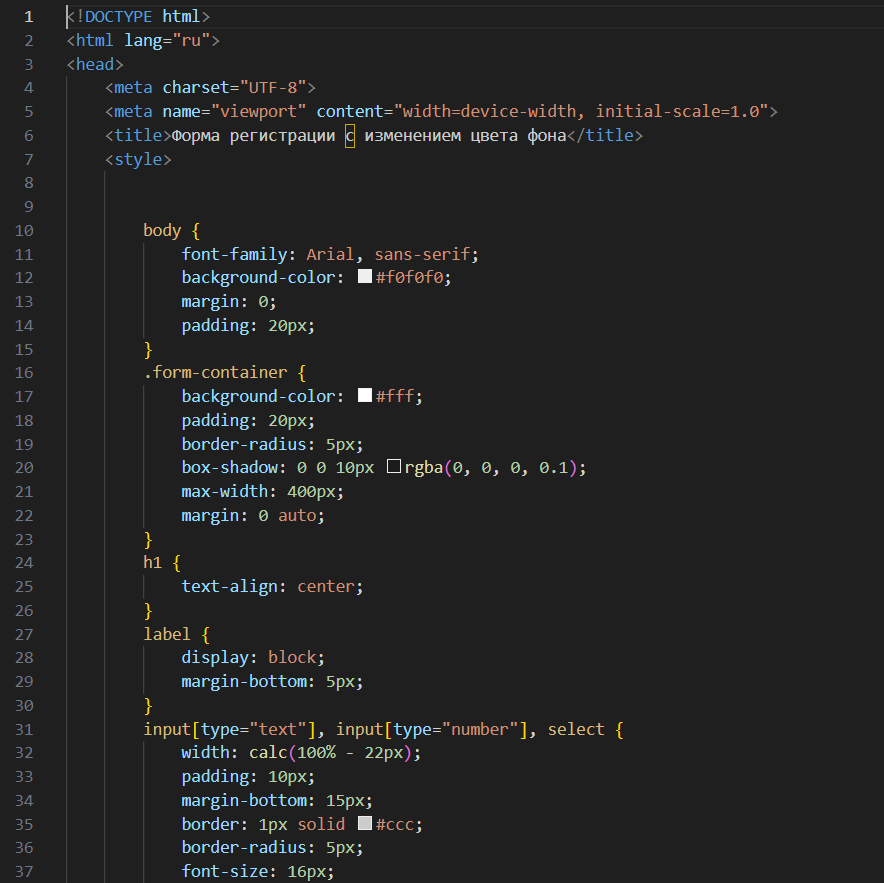 1 <!DOCTYPE html>
2 <html lang="ru">
3 <head>
4 <meta charset="UTF-8">
5 <meta name="viewport" content="width=device-width, initial-scale=1.0">
6 <title>Форма регистрации с изменением цвета фона</title>
7 <style>
8
9
10 body {
11 font-family: Arial, sans-serif;
12 background-color: #f0f0f0;
13 margin: 0;
14 padding: 20px;
15 }
16 .form-container {
17 background-color: #fff;
18 padding: 20px;
19 border-radius: 5px;
20 box-shadow: 0 0 10px rgba(0, 0, 0, 0.1);
21 max-width: 400px;
22 margin: 0 auto;
23 }
24 h1 {
25 text-align: center;
26 }
27 label {
28 display: block;
29 margin-bottom: 5px;
30 }
31 input[type="text"], input[type="number"], select {
32 width: calc(100% - 22px);
33 padding: 10px;
34 margin-bottom: 15px;
35 border: 1px solid #ccc;
36 border-radius: 5px;
37 font-size: 16px;